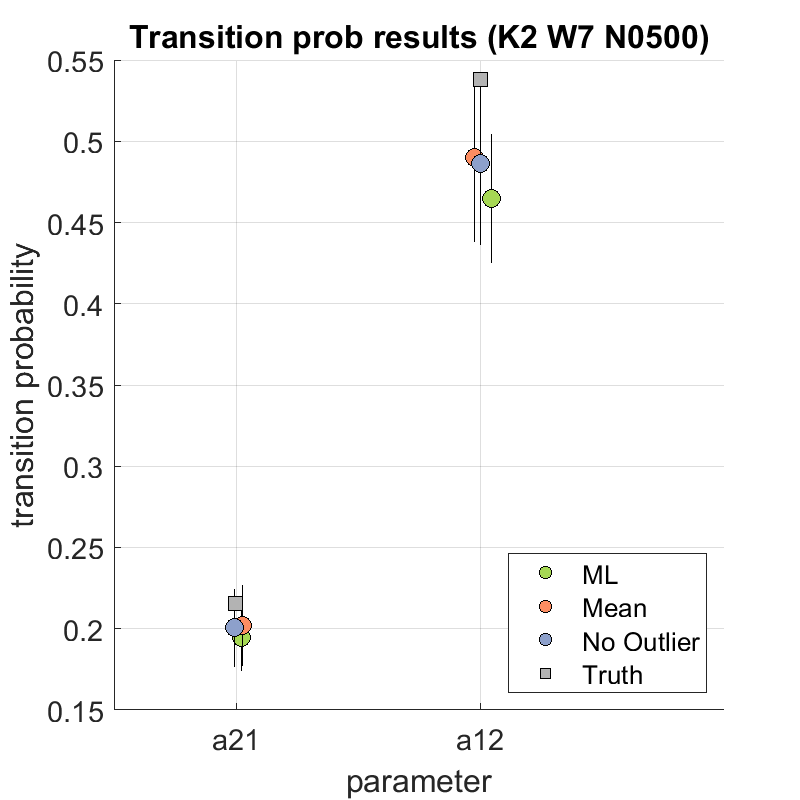 Transition prob results (K2 W7 N0500)
0.55
0.5
0.45
0.4
0.35
0.3
0.25
0.2
0.15
transition probability
a21
a12
parameter
ML
Mean
No Outlier
Truth